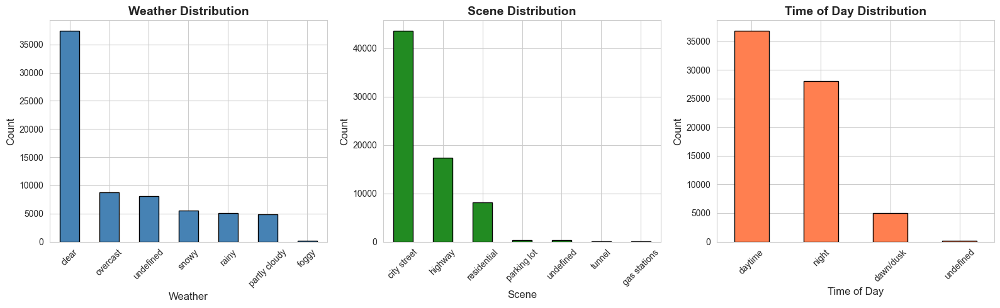 Weather Distribution
Count
35000
30000
25000
20000
15000
10000
5000
0
clear
overcast
undefined
snowy
rainy
partly cloudy
foggy
Weather
Scene Distribution
Count
40000
30000
20000
10000
0
city street
highway
residential
parking lot
undefined
tunnel
gas stations
Scene
Time of Day Distribution
Count
35000
30000
25000
20000
15000
10000
5000
0
daytime
night
dawn/dusk
undefined
Time of Day